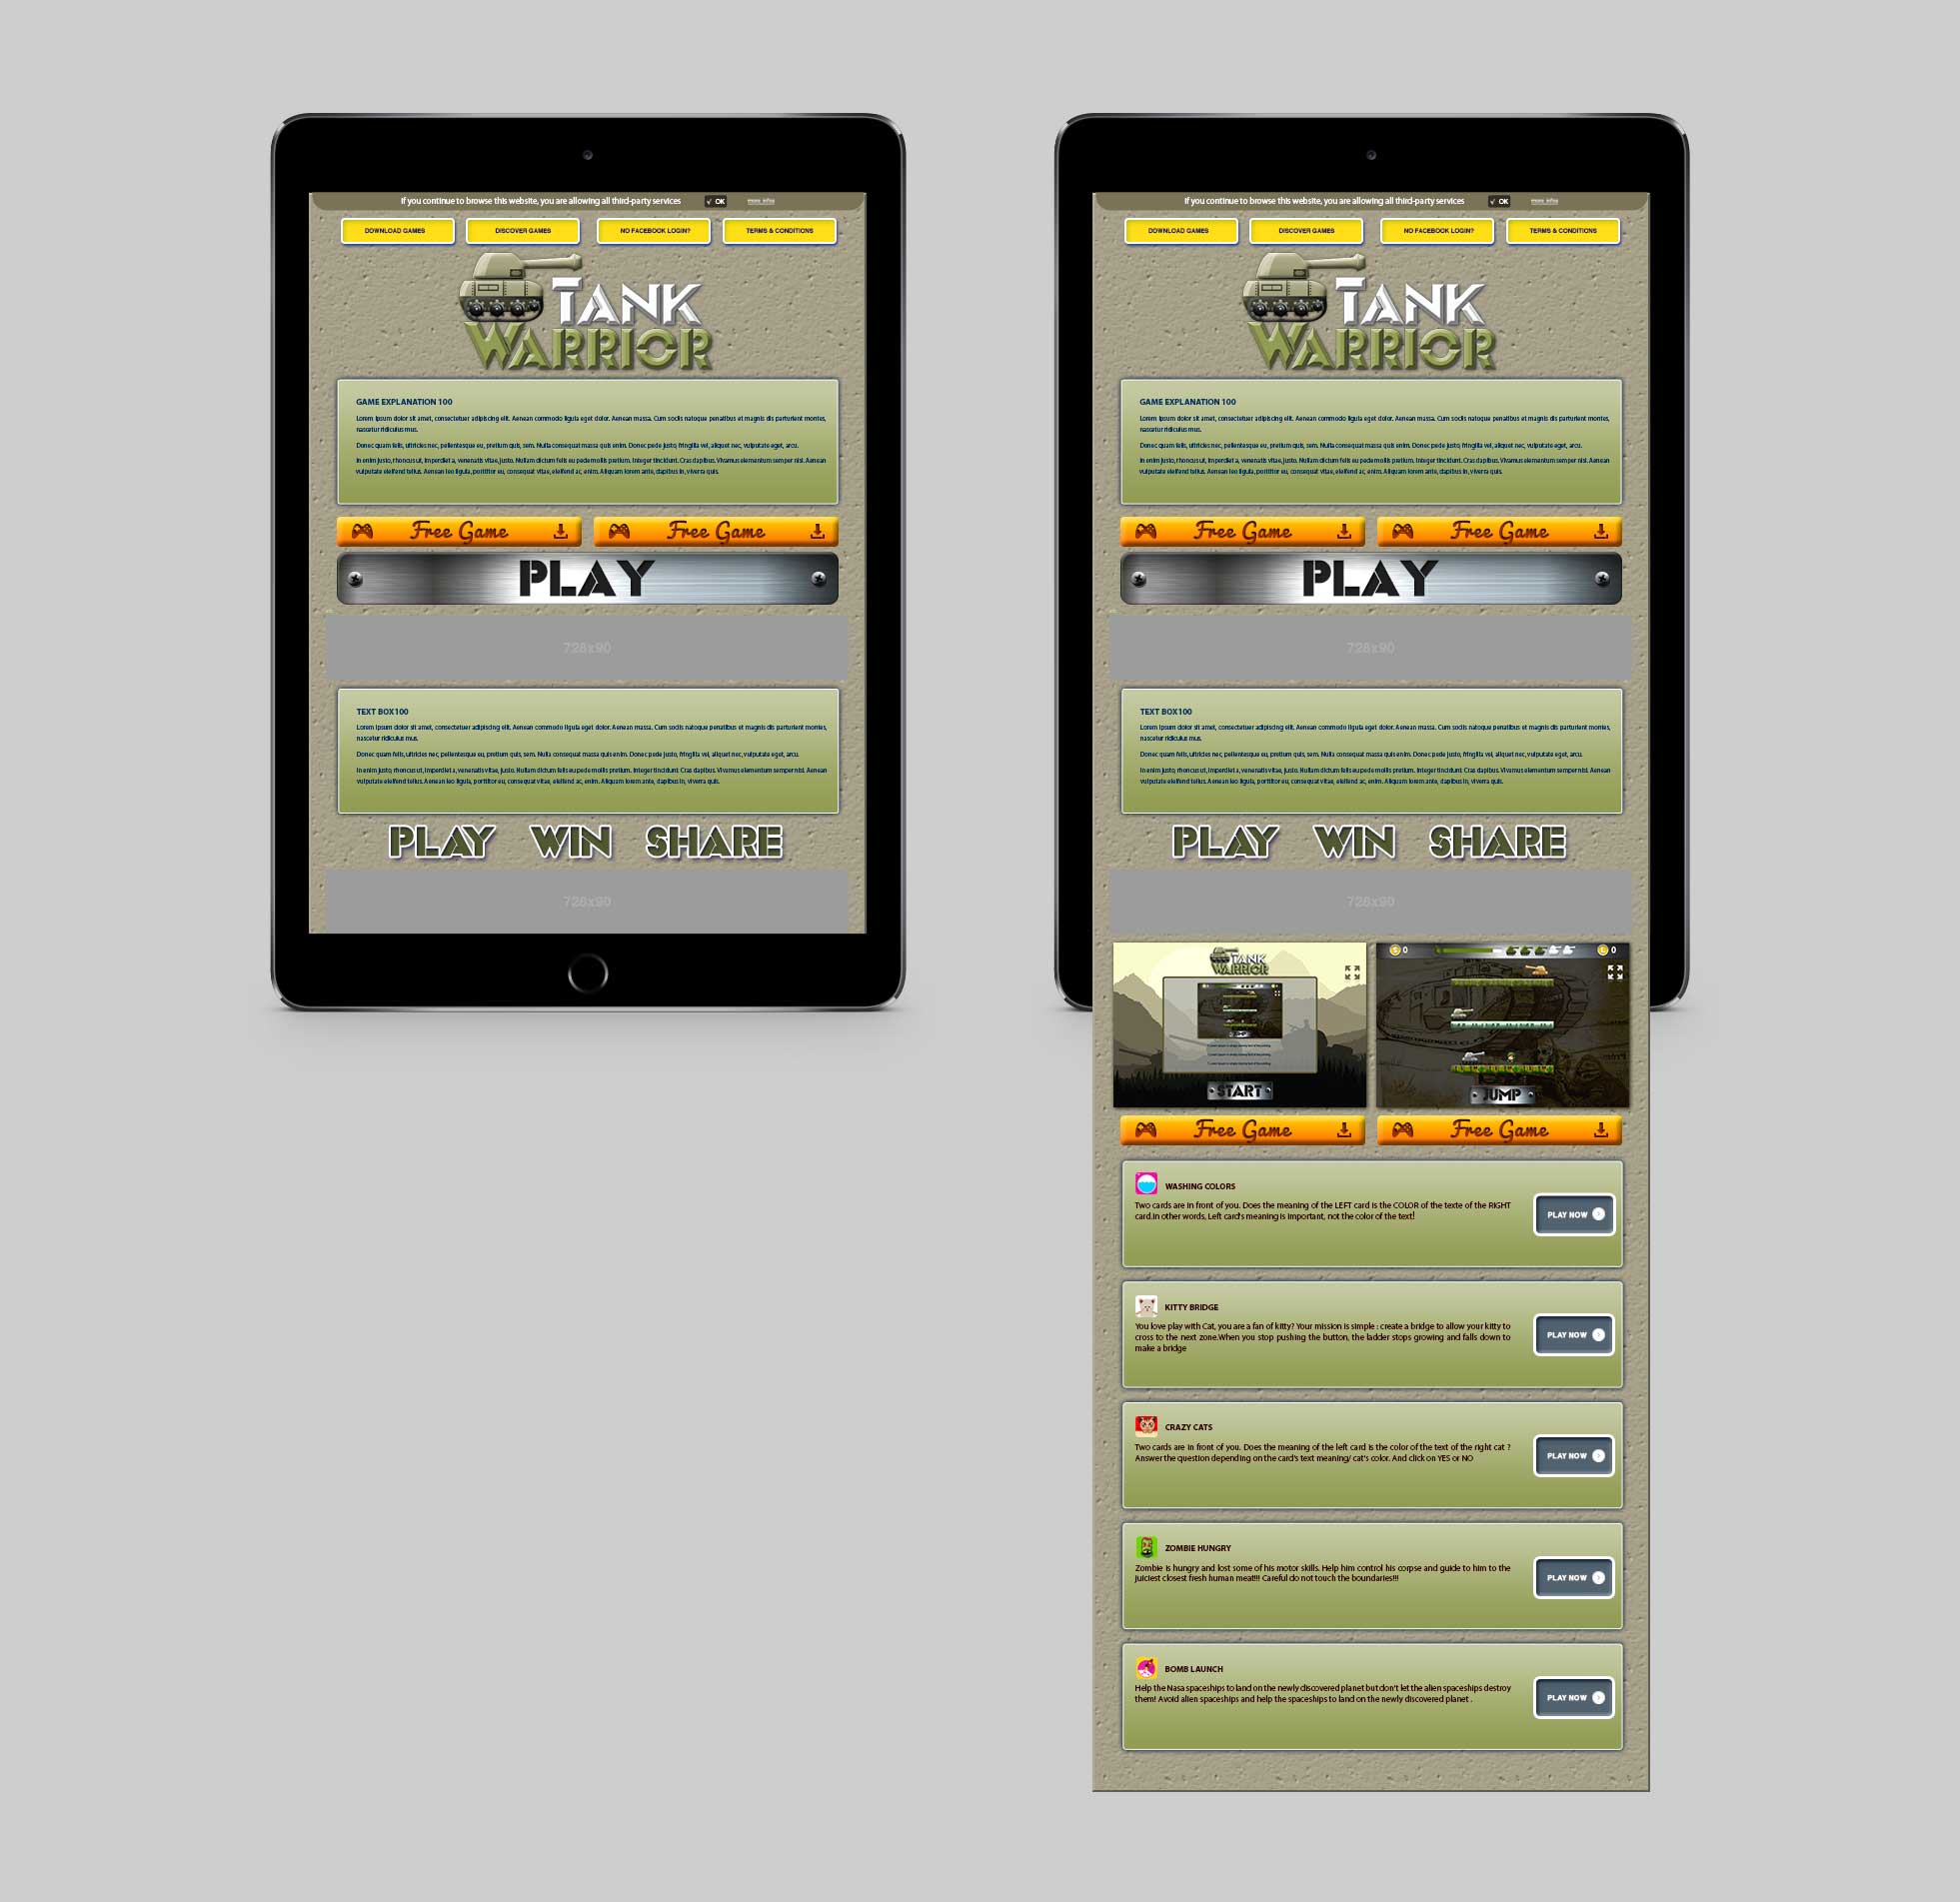 If you continue to browse this website, you are allowing all third-party services
✓ OK
more infos
DOWNLOAD GAMES
DISCOVER GAMES
NO FACEBOOK LOGIN?
TERMS & CONDITIONS
TANK
WARRIOR
GAME EXPLANATION 100
Lorem ipsum dolor sit amet, consectetuer adipiscing elit. Aenean commodo ligula eget dolor. Aenean massa. Cum sociis natoque penatibus et magnis dis parturient montes,
nascetur ridiculus mus.
Donec quam felis, ultricies nec, pellentesque eu, pretium quis, sem. Nulla consequat massa quis enim. Donec pede justo, fringilla vel, aliquet nec, vulputate eget, arcu.
In enim justo, rhoncus ut, imperdiet a, venenatis vitae, justo. Nullam dictum felis eu pede mollis pretium. Integer tincidunt. Cras dapibus. Vivamus elementum semper nisi. Aenean
vulputate eleifend tellus. Aenean leo ligula, porttitor eu, consequat vitae, eleifend ac, enim. Aliquam lorem ante, dapibus in, viverra quis.
Free Game
Free Game
PLAY
728x90
TEXT BOX100
Lorem ipsum dolor sit amet, consectetuer adipiscing elit. Aenean commodo ligula eget dolor. Aenean massa. Cum sociis natoque penatibus et magnis dis parturient montes,
nascetur ridiculus mus.
Donec quam felis, ultricies nec, pellentesque eu, pretium quis, sem. Nulla consequat massa quis enim. Donec pede justo, fringilla vel, aliquet nec, vulputate eget, arcu.
In enim justo, rhoncus ut, imperdiet a, venenatis vitae, justo. Nullam dictum felis eu pede mollis pretium. Integer tincidunt. Cras dapibus. Vivamus elementum semper nisi. Aenean
vulputate eleifend tellus. Aenean leo ligula, porttitor eu, consequat vitae, eleifend ac, enim. Aliquam lorem ante, dapibus in, viverra quis.
PLAY WIN SHARE
728x90
If you continue to browse this website, you are allowing all third-party services
✓ OK
more infos
DOWNLOAD GAMES
DISCOVER GAMES
NO FACEBOOK LOGIN?
TERMS & CONDITIONS
TANK
WARRIOR
GAME EXPLANATION 100
Lorem ipsum dolor sit amet, consectetuer adipiscing elit. Aenean commodo ligula eget dolor. Aenean massa. Cum sociis natoque penatibus et magnis dis parturient montes,
nascetur ridiculus mus.
Donec quam felis, ultricies nec, pellentesque eu, pretium quis, sem. Nulla consequat massa quis enim. Donec pede justo, fringilla vel, aliquet nec, vulputate eget, arcu.
In enim justo, rhoncus ut, imperdiet a, venenatis vitae, justo. Nullam dictum felis eu pede mollis pretium. Integer tincidunt. Cras dapibus. Vivamus elementum semper nisi. Aenean
vulputate eleifend tellus. Aenean leo ligula, porttitor eu, consequat vitae, eleifend ac, enim. Aliquam lorem ante, dapibus in, viverra quis.
Free Game
Free Game
PLAY
728x90
TEXT BOX100
Lorem ipsum dolor sit amet, consectetuer adipiscing elit. Aenean commodo ligula eget dolor. Aenean massa. Cum sociis natoque penatibus et magnis dis parturient montes,
nascetur ridiculus mus.
Donec quam felis, ultricies nec, pellentesque eu, pretium quis, sem. Nulla consequat massa quis enim. Donec pede justo, fringilla vel, aliquet nec, vulputate eget, arcu.
In enim justo, rhoncus ut, imperdiet a, venenatis vitae, justo. Nullam dictum felis eu pede mollis pretium. Integer tincidunt. Cras dapibus. Vivamus elementum semper nisi. Aenean
vulputate eleifend tellus. Aenean leo ligula, porttitor eu, consequat vitae, eleifend ac, enim. Aliquam lorem ante, dapibus in, viverra quis.
PLAY WIN SHARE
728x90
TANK
WARRIOR
START
0
0
JUMP
Free Game
Free Game
WASHING COLORS
Two cards are in front of you. Does the meaning of the LEFT card is the COLOR of the texte of the RIGHT
card.In other words, Left card's meaning is important, not the color of the text!
PLAY NOW
KITTY BRIDGE
You love play with Cat, you are a fan of kitty? Your mission is simple : create a bridge to allow your kitty to
cross to the next zone.When you stop pushing the button, the ladder stops growing and falls down to
make a bridge
PLAY NOW
CRAZY CATS
Two cards are in front of you. Does the meaning of the left card is the color of the text of the right cat ?
Answer the question depending on the card's text meaning/ cat's color. And click on YES or NO
PLAY NOW
ZOMBIE HUNGRY
Zombie is hungry and lost some of his motor skills. Help him control his corpse and guide to him to the
juiciest closest fresh human meat!!! Careful do not touch the boundaries!!!
PLAY NOW
BOMB LAUNCH
Help the Nasa spaceships to land on the newly discovered planet but don't let the alien spaceships destroy
them! Avoid alien spaceships and help the spaceships to land on the newly discovered planet .
PLAY NOW